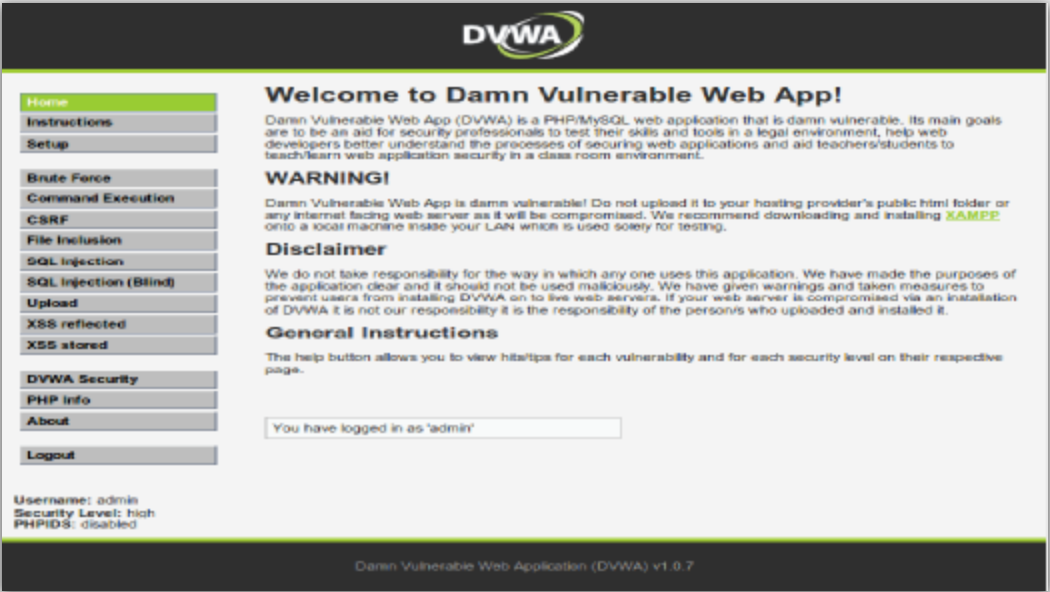 DVWA
Home
Instructions
Setup
Brute Force
Command Execution
CSRF
File Inclusion
SQL Injection
SQL Injection (Blind)
Upload
XSS reflected
XSS stored
DVWA Security
PHP Info
About
Logout
Username: admin
Security Level: high
PHPIDS: disabled
Welcome to Damn Vulnerable Web App!
Damn Vulnerable Web App (DVWA) is a PHP/MySQL web application that is damn vulnerable. Its main goals
are to be an aid for security professionals to test their skills and tools in a legal environment, help web
developers better understand the processes of securing web applications and aid teachers/students to
teach/learn web application security in a class room environment.
WARNING!
Damn Vulnerable Web App is damn vulnerable! Do not upload it to your hosting provider's public html folder or
any internet facing web server as it will be compromised. We recommend downloading and installing XAMPP
onto a local machine inside your LAN which is used solely for testing.
Disclaimer
We do not take responsibility for the way in which any one uses this application. We have made the purposes of
the application clear and it should not be used maliciously. We have given warnings and taken measures to
prevent users from installing DVWA on to live web servers. If your web server is compromised via an installation
of DVWA it is not our responsibility it is the responsibility of the person/s who uploaded and installed it.
General Instructions
The help button allows you to view hits/tips for each vulnerability and for each security level on their respective
page.
You have logged in as 'admin'
Damn Vulnerable Web Application (DVWA) v1.0.7